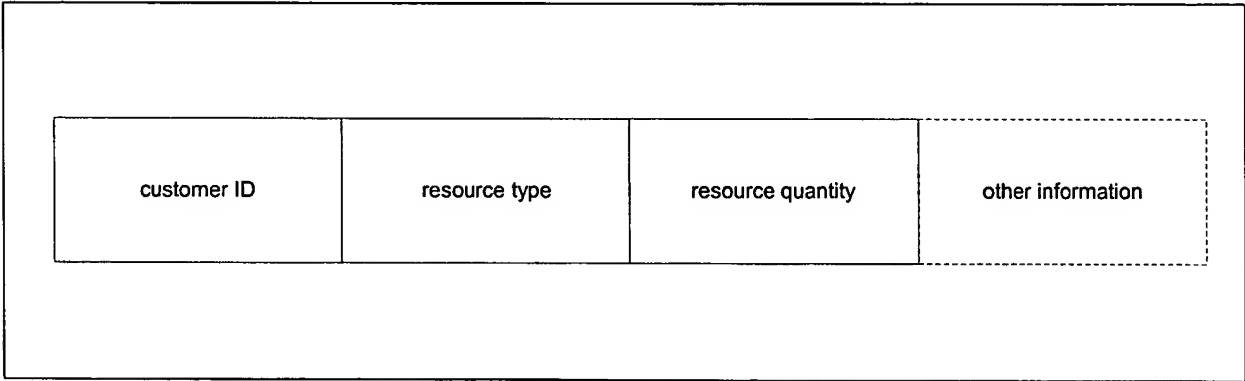 customer ID
resource type
resource quantity
other information